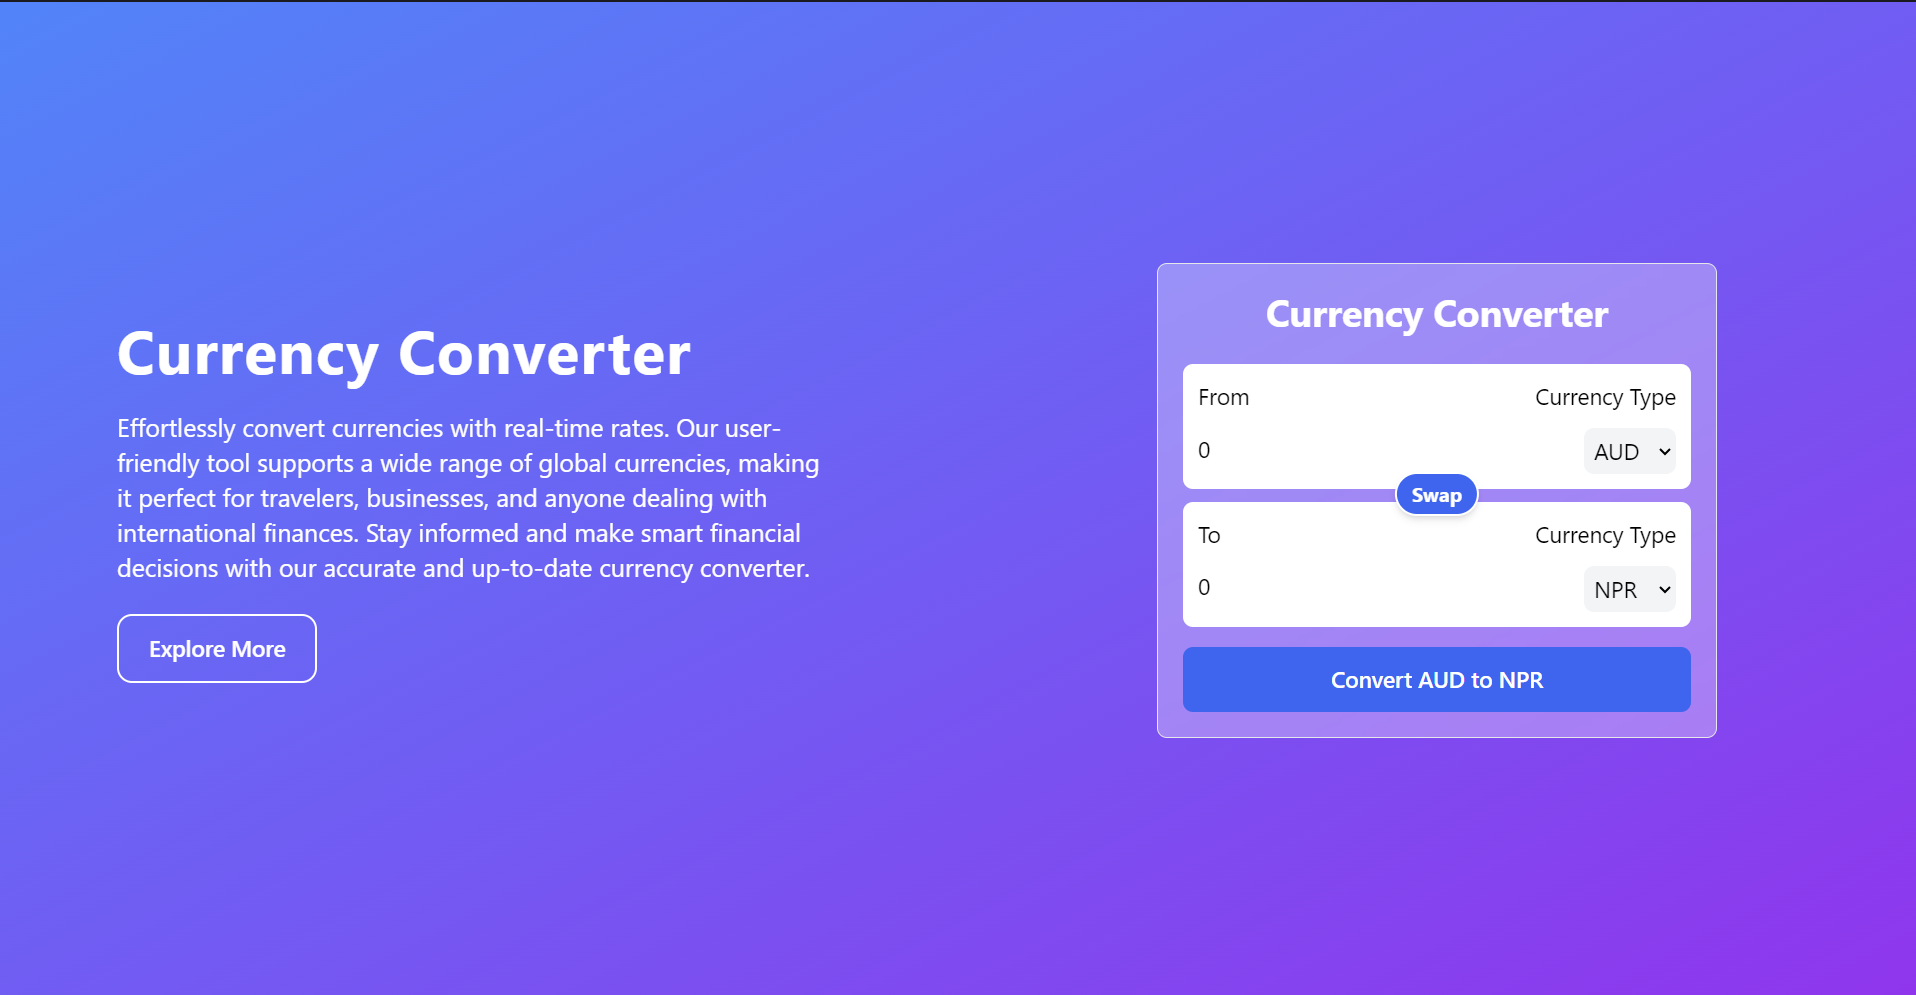 Currency Converter
Effortlessly convert currencies with real-time rates. Our user-
friendly tool supports a wide range of global currencies, making
it perfect for travelers, businesses, and anyone dealing with
international finances. Stay informed and make smart financial
decisions with our accurate and up-to-date currency converter.
Explore More
Currency Converter
From Currency Type
0 AUD
Swap
To Currency Type
0 NPR
Convert AUD to NPR